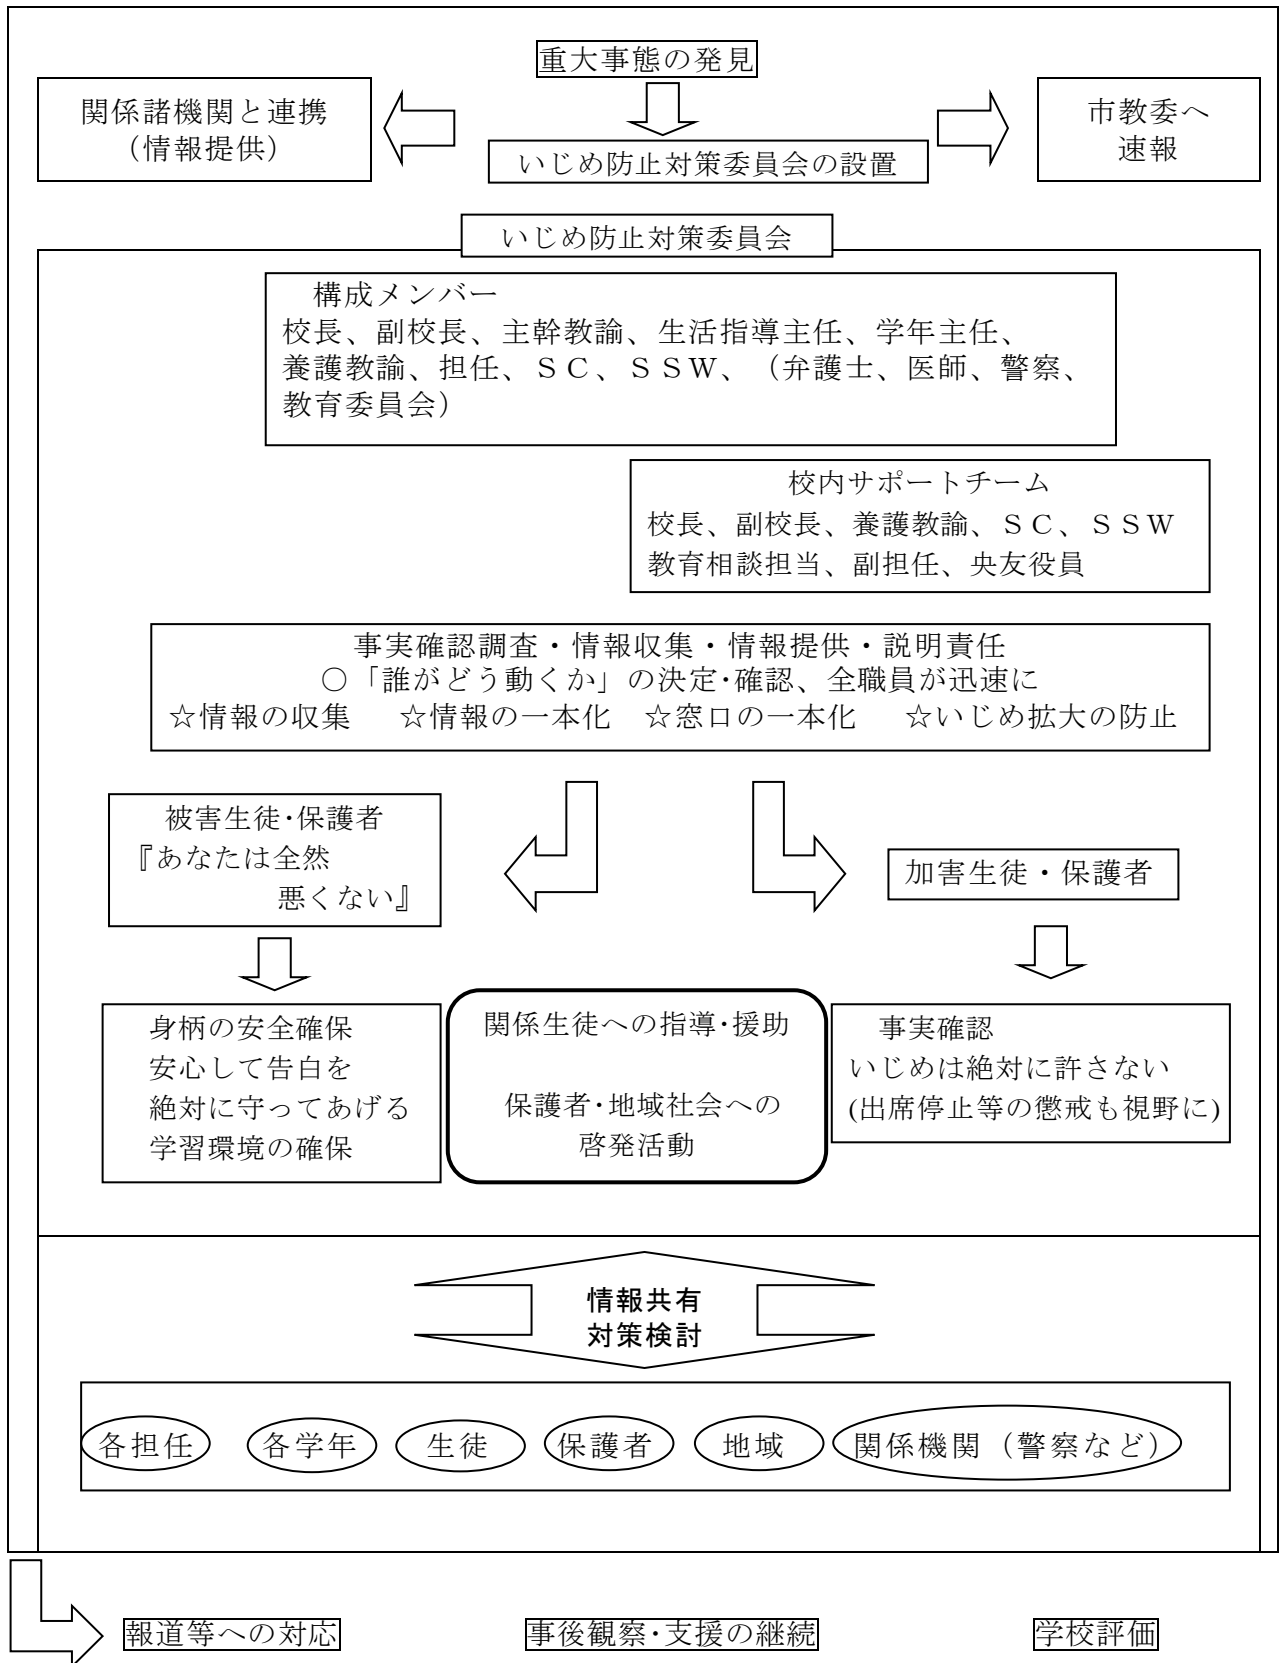 重大事態の発見
関係諸機関と連携
（情報提供）
市教委へ
速報
いじめ防止対策委員会の設置
いじめ防止対策委員会
構成メンバー
校長、副校長、主幹教諭、生活指導主任、学年主任、
養護教諭、担任、ＳＣ、ＳＳＷ、（弁護士、医師、警察、
教育委員会）
校内サポートチーム
校長、副校長、養護教諭、ＳＣ、ＳＳＷ
教育相談担当、副担任、央友役員
事実確認調査・情報収集・情報提供・説明責任
○「誰がどう動くか」の決定･確認、全職員が迅速に
☆情報の収集　☆情報の一本化　☆窓口の一本化　☆いじめ拡大の防止
被害生徒･保護者
『あなたは全然
悪くない』
加害生徒・保護者
身柄の安全確保
安心して告白を
絶対に守ってあげる
学習環境の確保
関係生徒への指導･援助
保護者･地域社会への
啓発活動
事実確認
いじめは絶対に許さない
(出席停止等の懲戒も視野に)
情報共有
対策検討
各担任　各学年　生徒　保護者　地域　関係機関（警察など）
報道等への対応　事後観察･支援の継続　学校評価